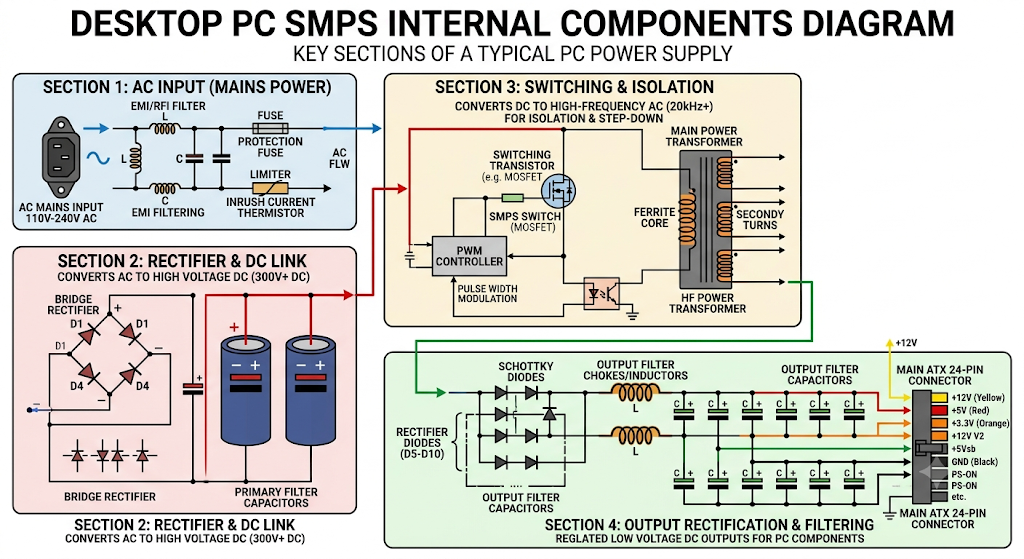 DESKTOP PC SMPS INTERNAL COMPONENTS DIAGRAM
KEY SECTIONS OF A TYPICAL PC POWER SUPPLY
SECTION 1: AC INPUT (MAINS POWER)
EMI/RFI FILTER
L
FUSE
PROTECTION
FUSE
L
C
AC
FLW
LIMITER
INRUSH CURRENT
THERMISTOR
C
EMI FILTERING
AC MAINS INPUT
110V-240V AC
SECTION 2: RECTIFIER & DC LINK
CONVERTS AC TO HIGH VOLTAGE DC (300V+ DC)
BRIDGE
RECTIFIER
+
D1
D1
D1
−
D4
D4
−
+
− +
− +
BRIDGE RECTIFIER
PRIMARY FILTER
CAPACITORS
SECTION 2: RECTIFIER & DC LINK
CONVERTS AC TO HIGH VOLTAGE DC (300V+ DC)
SECTION 3: SWITCHING & ISOLATION
CONVERTS DC TO HIGH-FREQUENCY AC (20kHz+)
FOR ISOLATION & STEP-DOWN
MAIN POWER
TRANSFORMER
SWITCHING
TRANSISTOR
(e.g. MOSFET
SMPS SWITCH
(MOSFET)
FERRITE
CORE
SECONDY
TURNS
PWM
CONTROLLER
PULSE WIDTH
MODULATION
HF POWER
TRANSFORMER
+12V
SCHOTTKY
DIODES
OUTPUT FILTER
CHOKES/INDUCTORS
L
L
OUTPUT FILTER
CAPACITORS
C + C + C + C + C + C +
C + C + C + C + C + C +
RECTIFIER
DIODES
(D5-D10)
OUTPUT FILTER
CAPACITORS
MAIN ATX 24-PIN
CONNECTOR
+12V (Yellow)
+5V (Red)
+3.3V (Orange)
+12V V2
+5Vsb
GND (Black)
PS-ON
PS-ON
etc.
MAIN ATX 24-PIN
CONNECTOR
SECTION 4: OUTPUT RECTIFICATION & FILTERING
REGLATED LOW VOLTAGE DC OUTPUTS FOR PC COMPONENTS